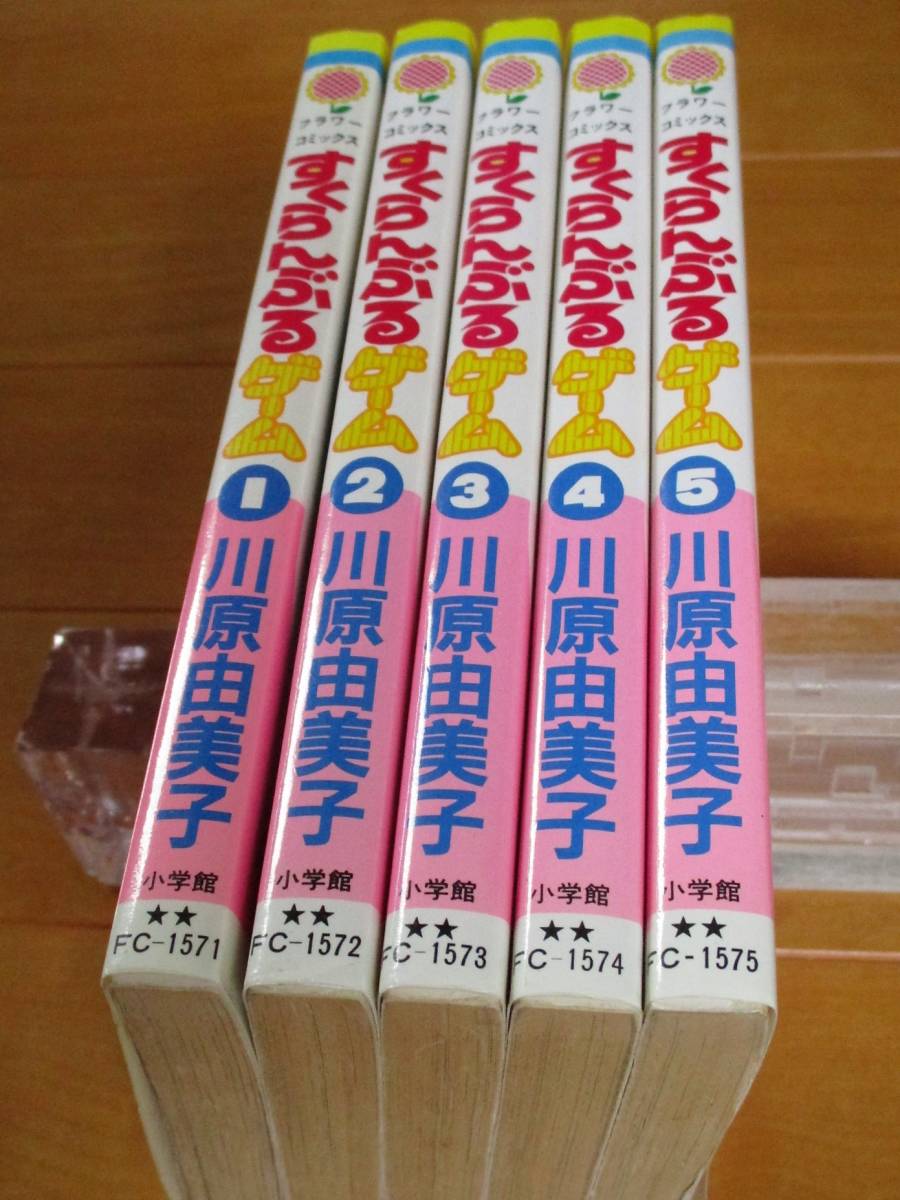 フラワー
コミックス
すくらんぶる
ゲーム
1
川原由美子
小学館
★★
FC-1571
フラワー
コミックス
すくらんぶる
ゲーム
2
川原由美子
小学館
★★
FC-1572
フラワー
コミックス
すくらんぶる
ゲーム
3
川原由美子
小学館
★★
FC-1573
フラワー
コミックス
すくらんぶる
ゲーム
4
川原由美子
小学館
★★
FC-1574
フラワー
コミックス
すくらんぶる
ゲーム
5
川原由美子
小学館
★★
FC-1575